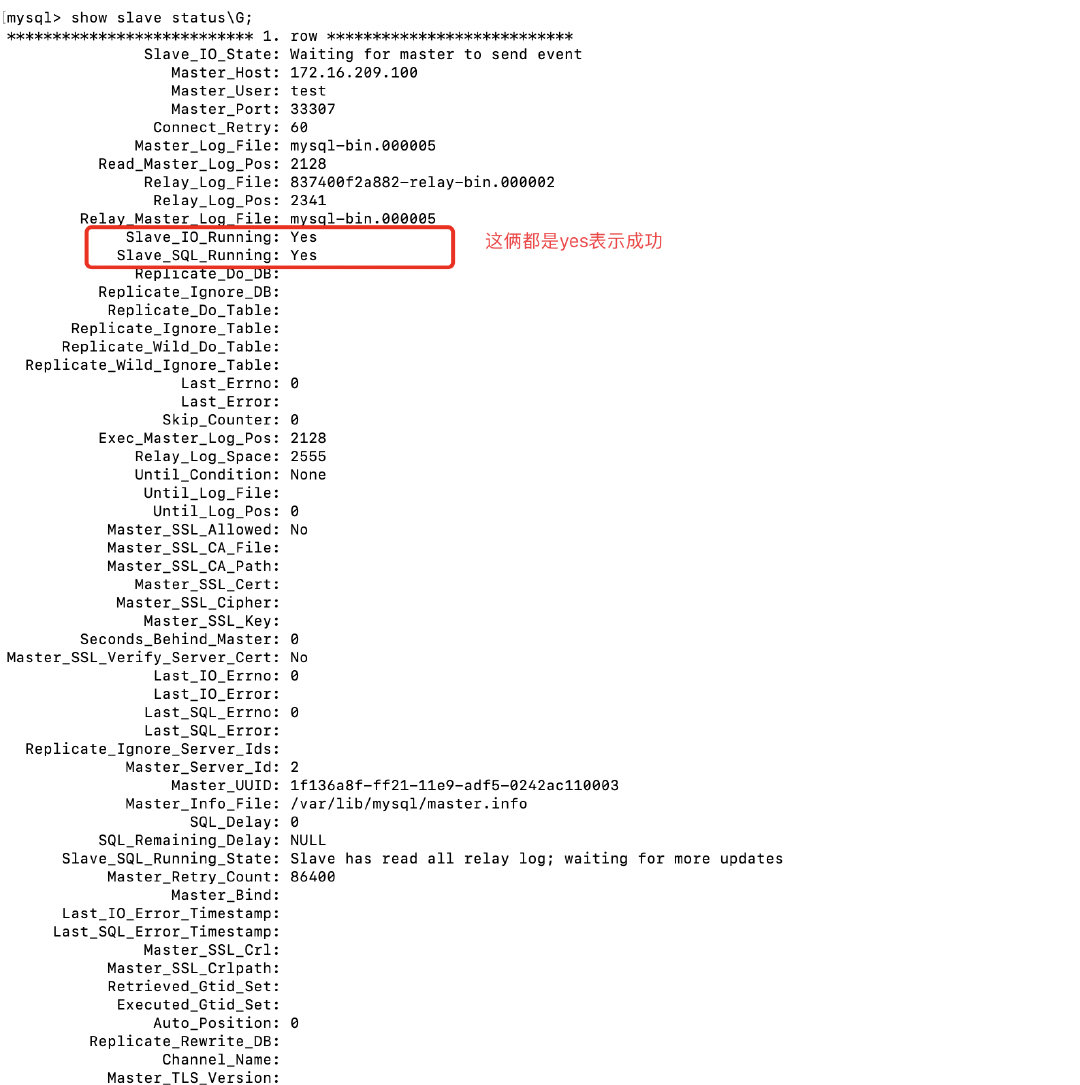 [mysql> show slave status\G;
*************************** 1. row ***************************
Slave_IO_State: Waiting for master to send event
Master_Host: 172.16.209.100
Master_User: test
Master_Port: 33307
Connect_Retry: 60
Master_Log_File: mysql-bin.000005
Read_Master_Log_Pos: 2128
Relay_Log_File: 837400f2a882-relay-bin.000002
Relay_Log_Pos: 2341
Relay_Master_Log_File: mysql-bin.000005
Slave_IO_Running: Yes
这俩都是yes表示成功
Slave_SQL_Running: Yes
Replicate_Do_DB:
Replicate_Ignore_DB:
Replicate_Do_Table:
Replicate_Ignore_Table:
Replicate_Wild_Do_Table:
Replicate_Wild_Ignore_Table:
Last_Errno: 0
Last_Error:
Skip_Counter: 0
Exec_Master_Log_Pos: 2128
Relay_Log_Space: 2555
Until_Condition: None
Until_Log_File:
Until_Log_Pos: 0
Master_SSL_Allowed: No
Master_SSL_CA_File:
Master_SSL_CA_Path:
Master_SSL_Cert:
Master_SSL_Cipher:
Master_SSL_Key:
Seconds_Behind_Master: 0
Master_SSL_Verify_Server_Cert: No
Last_IO_Errno: 0
Last_IO_Error:
Last_SQL_Errno: 0
Last_SQL_Error:
Replicate_Ignore_Server_Ids:
Master_Server_Id: 2
Master_UUID: 1f136a8f-ff21-11e9-adf5-0242ac110003
Master_Info_File: /var/lib/mysql/master.info
SQL_Delay: 0
SQL_Remaining_Delay: NULL
Slave_SQL_Running_State: Slave has read all relay log; waiting for more updates
Master_Retry_Count: 86400
Master_Bind:
Last_IO_Error_Timestamp:
Last_SQL_Error_Timestamp:
Master_SSL_Crl:
Master_SSL_Crlpath:
Retrieved_Gtid_Set:
Executed_Gtid_Set:
Auto_Position: 0
Replicate_Rewrite_DB:
Channel_Name:
Master_TLS_Version: